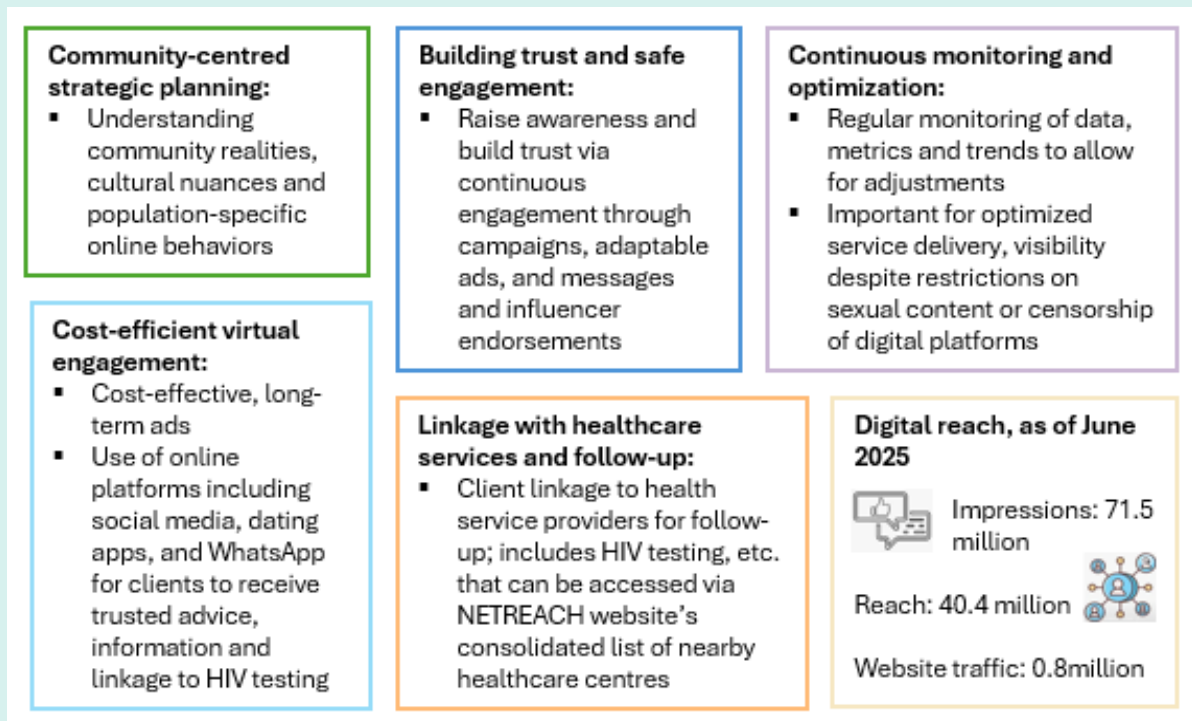 Community-centred
strategic planning:
▪ Understanding
community realities,
cultural nuances and
population-specific
online behaviors
Building trust and safe
engagement:
▪ Raise awareness and
build trust via
continuous
engagement through
campaigns, adaptable
ads, and messages
and influencer
endorsements
Continuous monitoring and
optimization:
▪ Regular monitoring of data,
metrics and trends to allow
for adjustments
▪ Important for optimized
service delivery, visibility
despite restrictions on
sexual content or censorship
of digital platforms
Cost-efficient virtual
engagement:
▪ Cost-effective, long-
term ads
▪ Use of online
platforms including
social media, dating
apps, and WhatsApp
for clients to receive
trusted advice,
information and
linkage to HIV testing
Linkage with healthcare
services and follow-up:
▪ Client linkage to health
service providers for follow-
up; includes HIV testing, etc.
that can be accessed via
NETREACH website's
consolidated list of nearby
healthcare centres
Digital reach, as of June
2025
Impressions: 71.5
million
Reach: 40.4 million
Website traffic: 0.8million